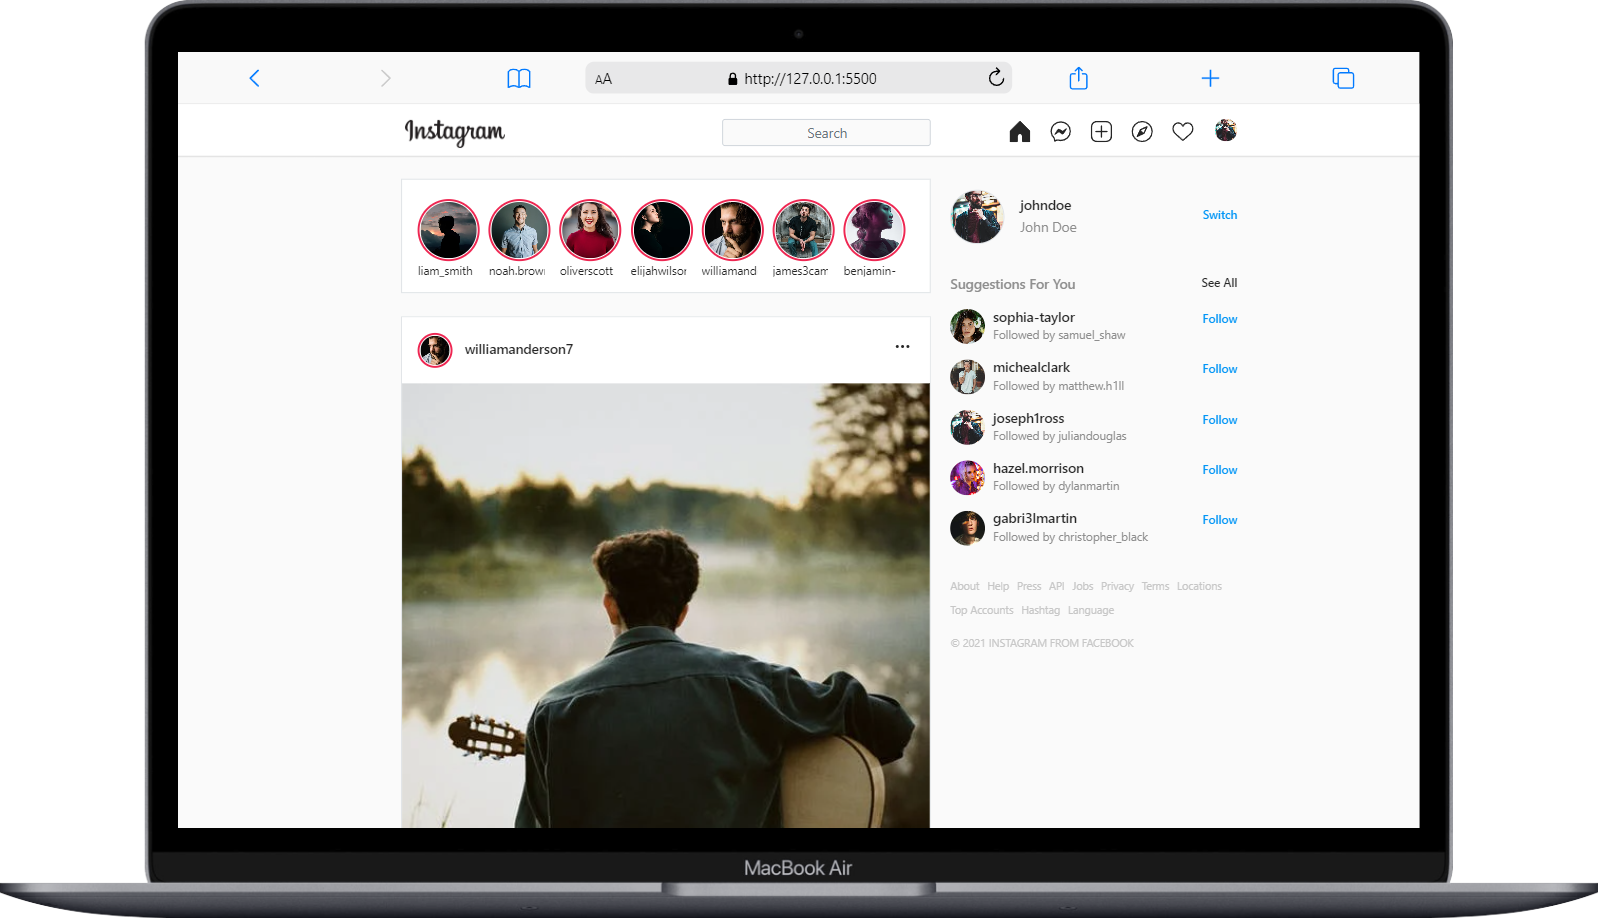 AA
http://127.0.0.1:5500
Instagram
Search
liam_smith
noah.brow
oliverscott
elijahwilsor
williamand
james3cam
benjamin-
williamanderson7
johndoe
John Doe
Switch
Suggestions For You
See All
sophia-taylor
Followed by samuel_shaw
Follow
michealclark
Followed by matthew.h1ll
Follow
joseph1ross
Followed by juliandouglas
Follow
hazel.morrison
Followed by dylanmartin
Follow
gabri3lmartin
Followed by christopher_black
Follow
About Help Press API Jobs Privacy Terms Locations
Top Accounts Hashtag Language
© 2021 INSTAGRAM FROM FACEBOOK
MacBook Air